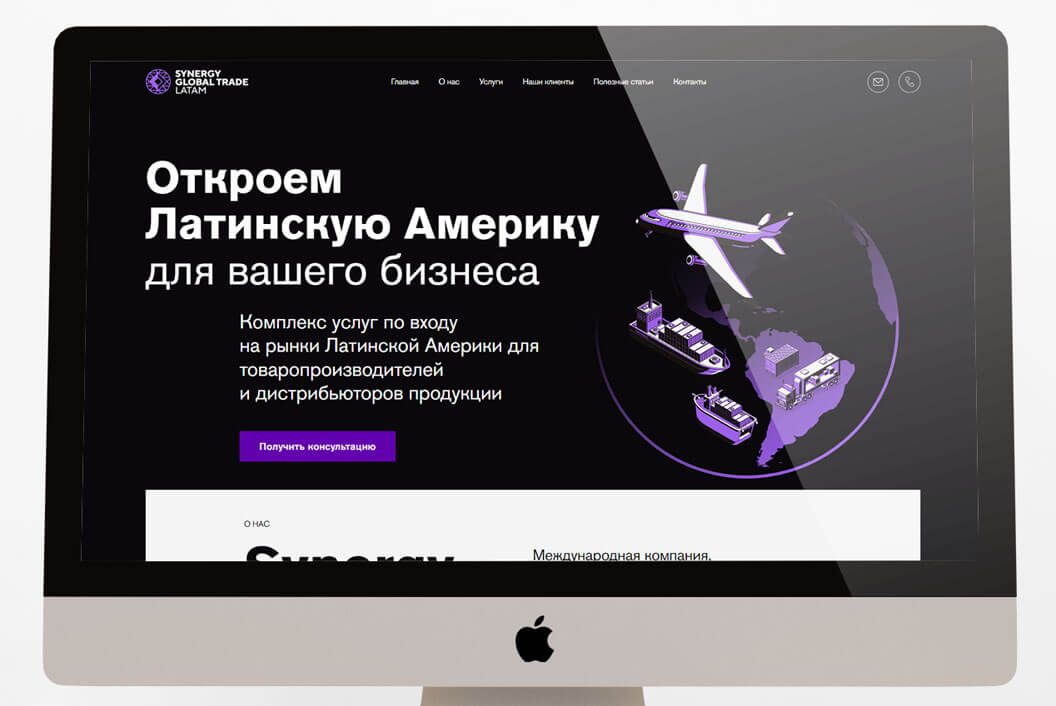 SYNERGY
GLOBAL TRADE
LATAM
Главная О нас Услуги Наши клиенты Полезные статьи Контакты
Откроем
Латинскую Америку
для вашего бизнеса
Комплекс услуг по входу
на рынки Латинской Америки для
товаропроизводителей
и дистрибьюторов продукции
Получить консультацию
О НАС
Synergy
Международная компания,